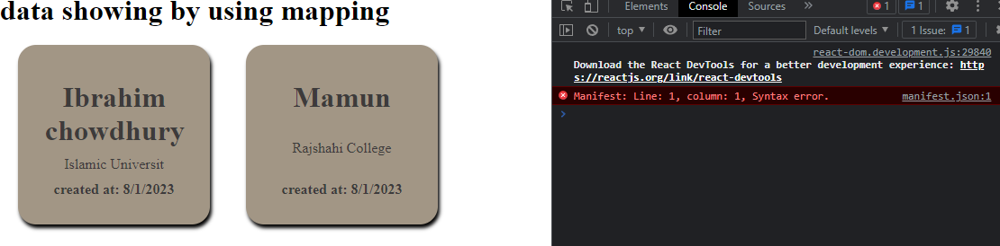 data showing by using mapping
Ibrahim
chowdhury
Islamic Universit
created at: 8/1/2023
Mamun
Rajshahi College
created at: 8/1/2023
Elements Console Sources » 1 1
top ▼ Filter Default levels ▼ 1 Issue: 1
react-dom.development.js:29840
Download the React DevTools for a better development experience: http
s://reactjs.org/link/react-devtools
Manifest: Line: 1, column: 1, Syntax error. manifest.json:1